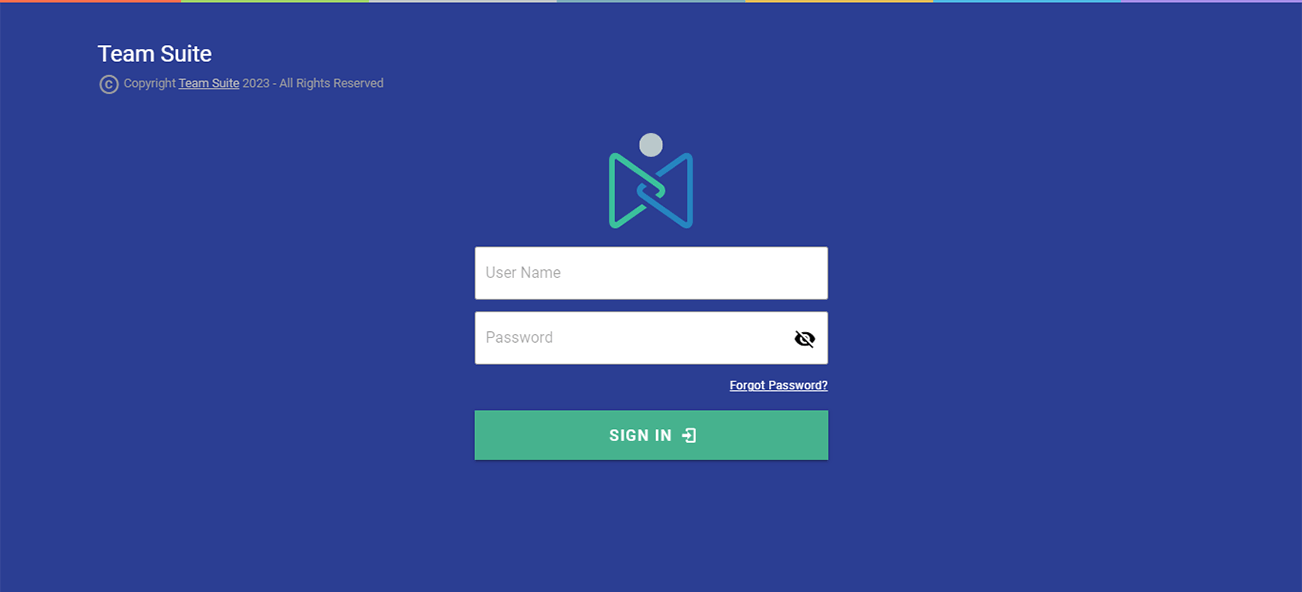 Team Suite
© Copyright Team Suite 2023 - All Rights Reserved
User Name
Password
Forgot Password?
SIGN IN